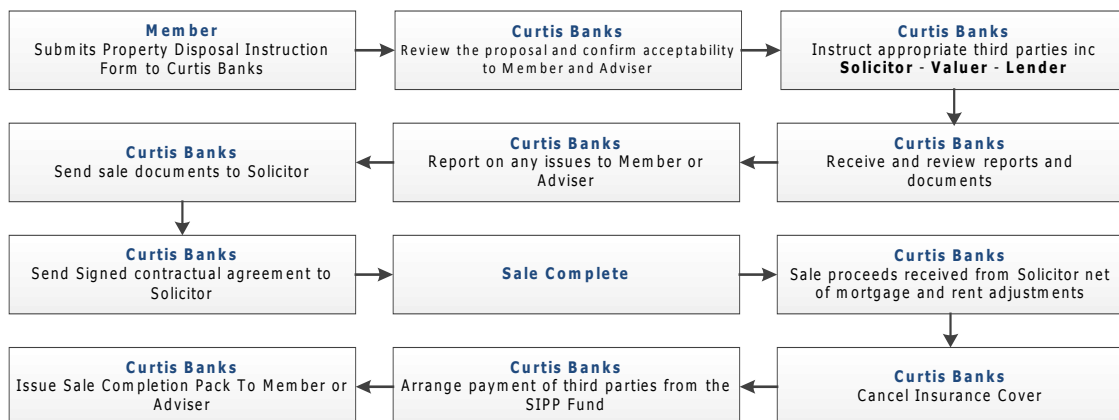 Member
Submits Property Disposal Instruction
Form to Curtis Banks
Curtis Banks
Review the proposal and confirm acceptability
to Member and Adviser
Curtis Banks
Instruct appropriate third parties inc
Solicitor - Valuer - Lender
Curtis Banks
Receive and review reports and
documents
Curtis Banks
Report on any issues to Member or
Adviser
Curtis Banks
Send sale documents to Solicitor
Curtis Banks
Send Signed contractual agreement to
Solicitor
Sale Complete
Curtis Banks
Sale proceeds received from Solicitor net
of mortgage and rent adjustments
Curtis Banks
Cancel Insurance Cover
Curtis Banks
Arrange payment of third parties from the
SIPP Fund
Curtis Banks
Issue Sale Completion Pack To Member or
Adviser